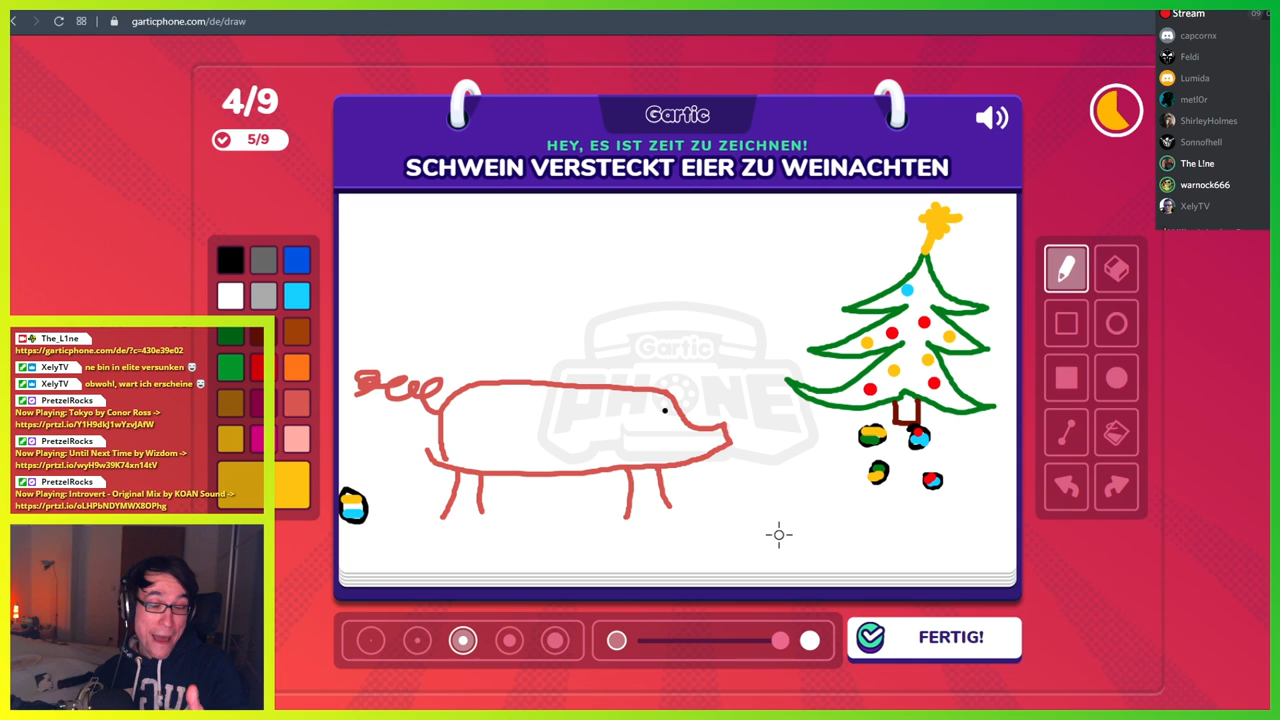 garticphone.com/de/draw
Stream
09
capcornx
Feldi
Lumida
metl0r
ShirleyHolmes
Sonnofhell
The L!ne
warnock666
XelyTV
4/9
5/9
Gartic
HEY, ES IST ZEIT ZU ZEICHNEN!
SCHWEIN VERSTECKT EIER ZU WEINACHTEN
Gartic
PHONE
The_L1ne
https://garticphone.com/de/?c=430e39e02
XelyTV ne bin in elite versunken
XelyTV obwohl, wart ich erscheine
PretzelRocks
Now Playing: Tokyo by Conor Ross ->
https://prtzl.io/Y1H9dkJ1wYzvJAfW
PretzelRocks
Now Playing: Until Next Time by Wizdom ->
https://prtzl.io/wyH9w39K74xn14tV
PretzelRocks
Now Playing: Introvert - Original Mix by KOAN Sound ->
https://prtzl.io/oLHPbNDYMWX8OPhg
FERTIG!